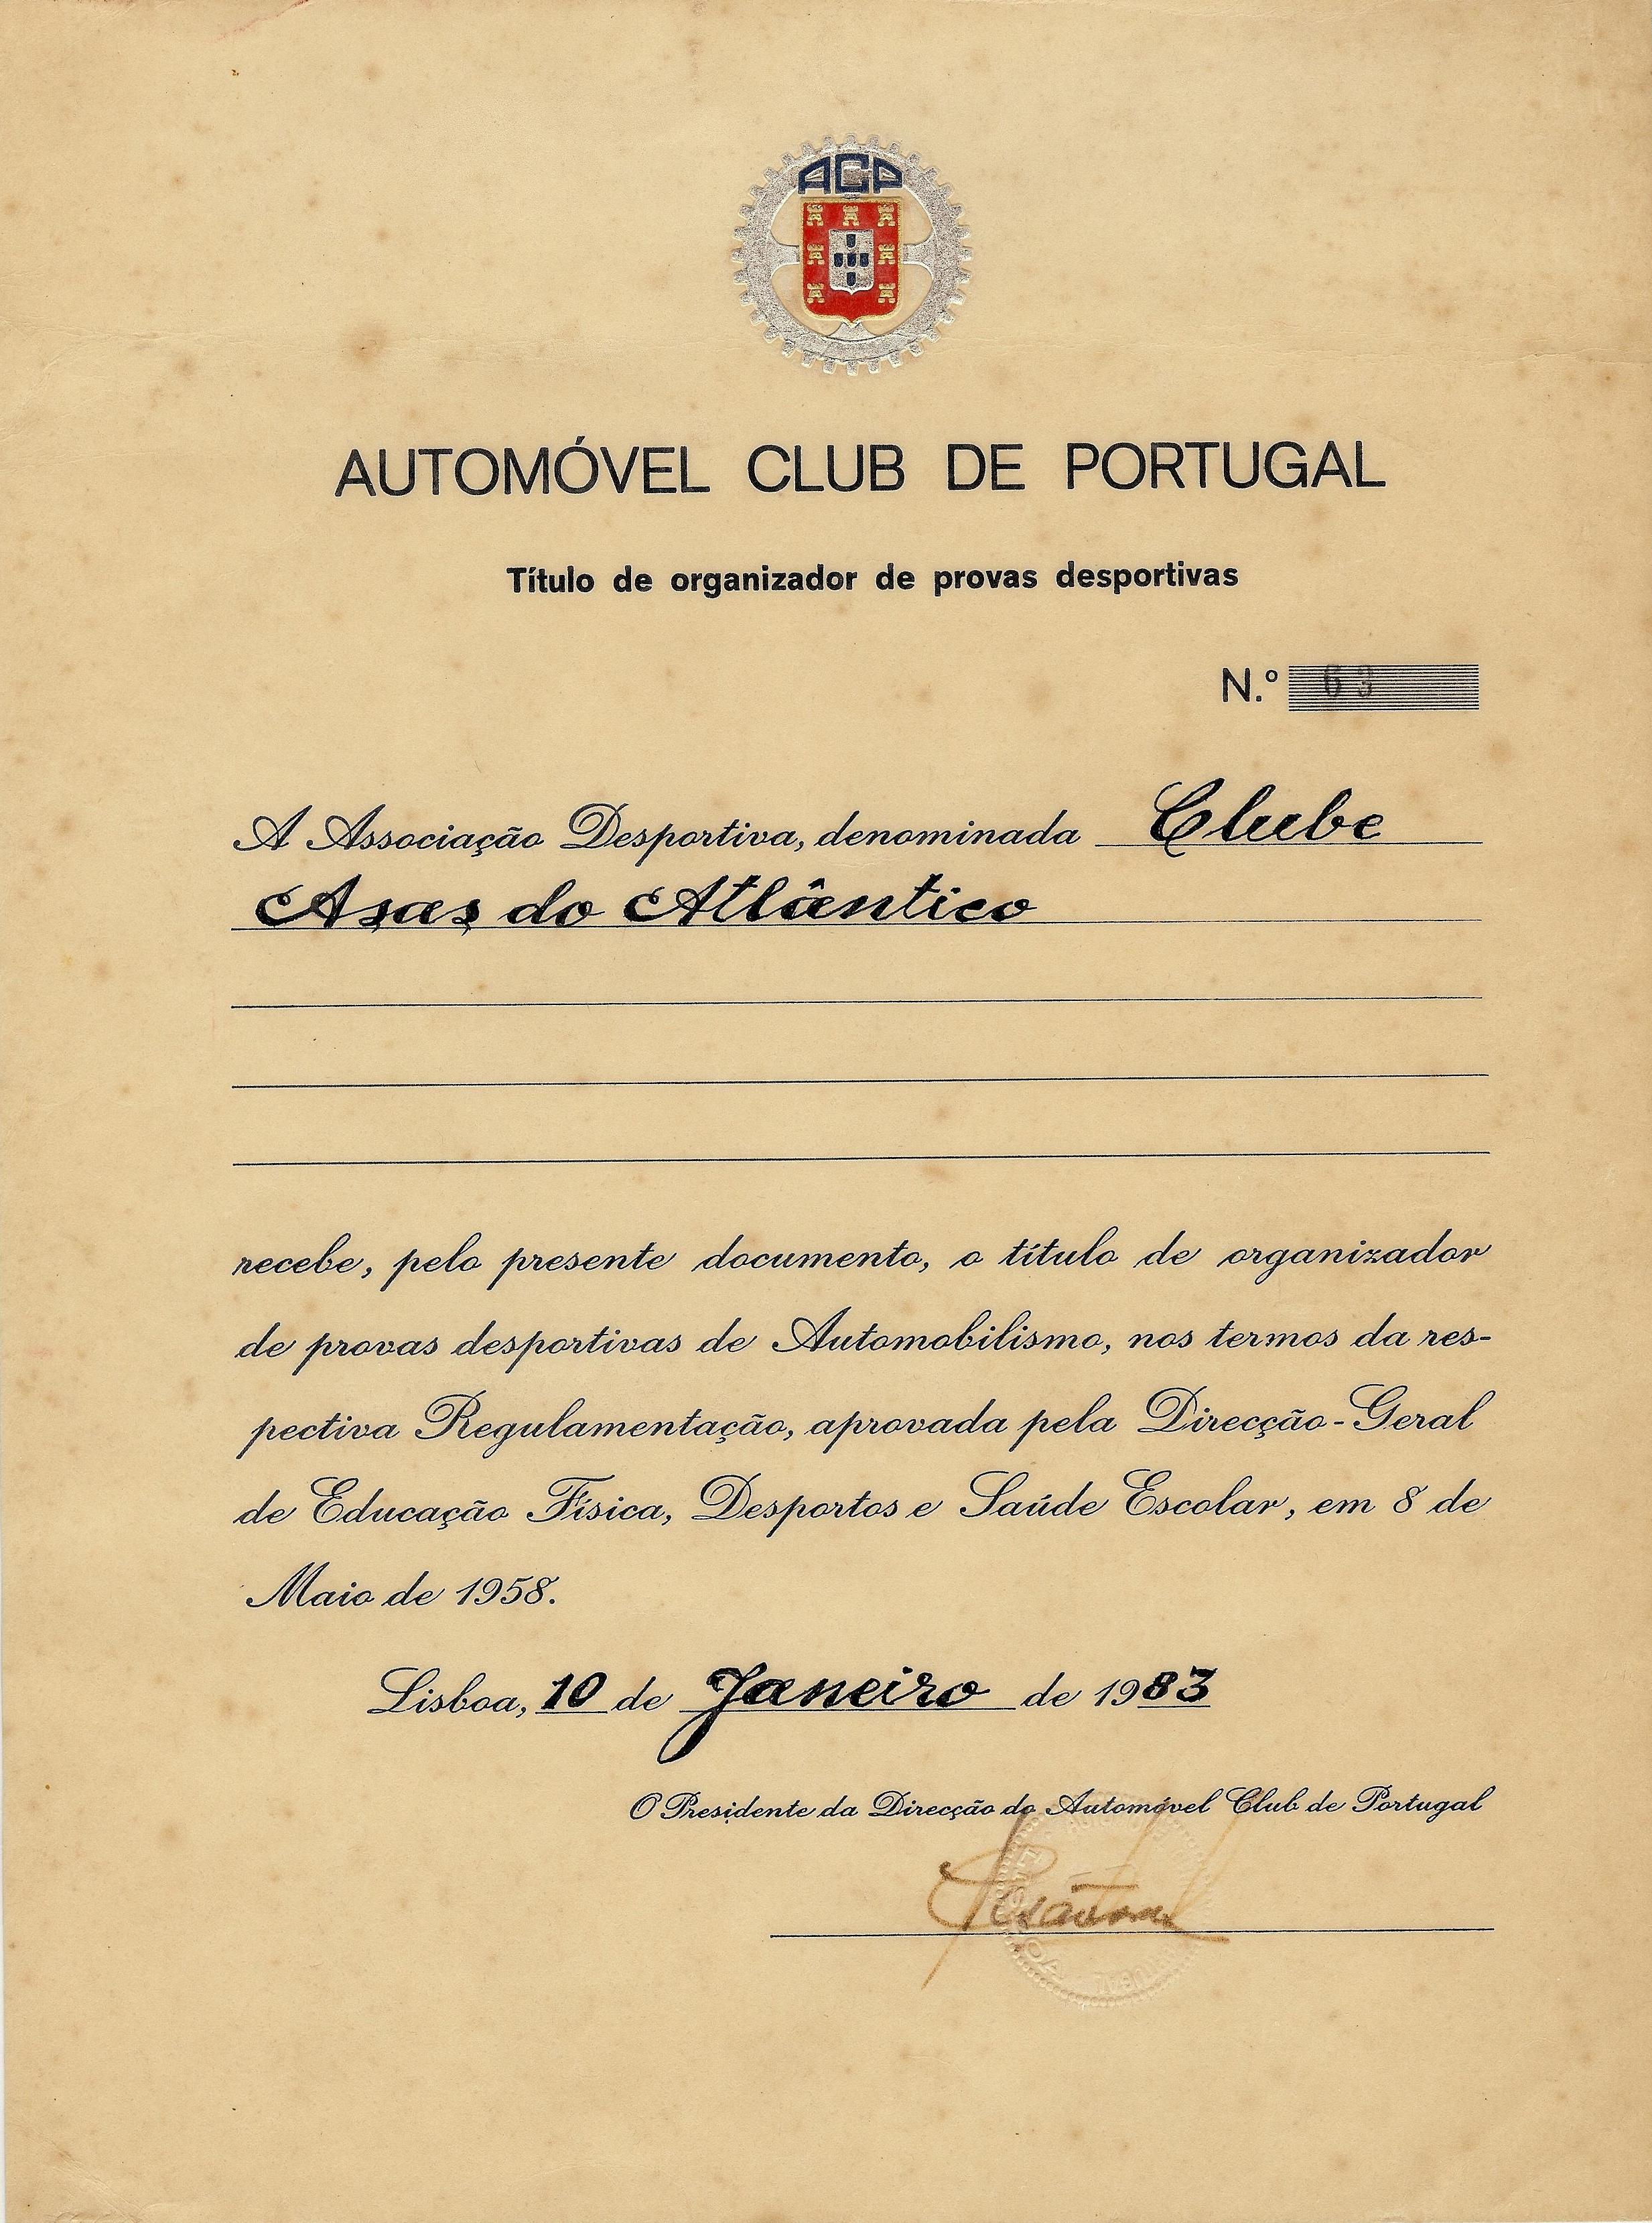 ACP
AUTOMÓVEL CLUB DE PORTUGAL
Título de organizador de provas desportivas
N.º 63
A Associação Desportiva, denominada Clube
Asas do Atlântico
recebe, pelo presente documento, o título de organizador
de provas desportivas de Automobilismo, nos termos da res-
pectiva Regulamentação, aprovada pela Direcção-Geral
de Educação Física, Desportos e Saúde Escolar, em 8 de
Maio de 1958.
Lisboa, 10 de Janeiro de 1983
O Presidente da Direcção do Automóvel Club de Portugal